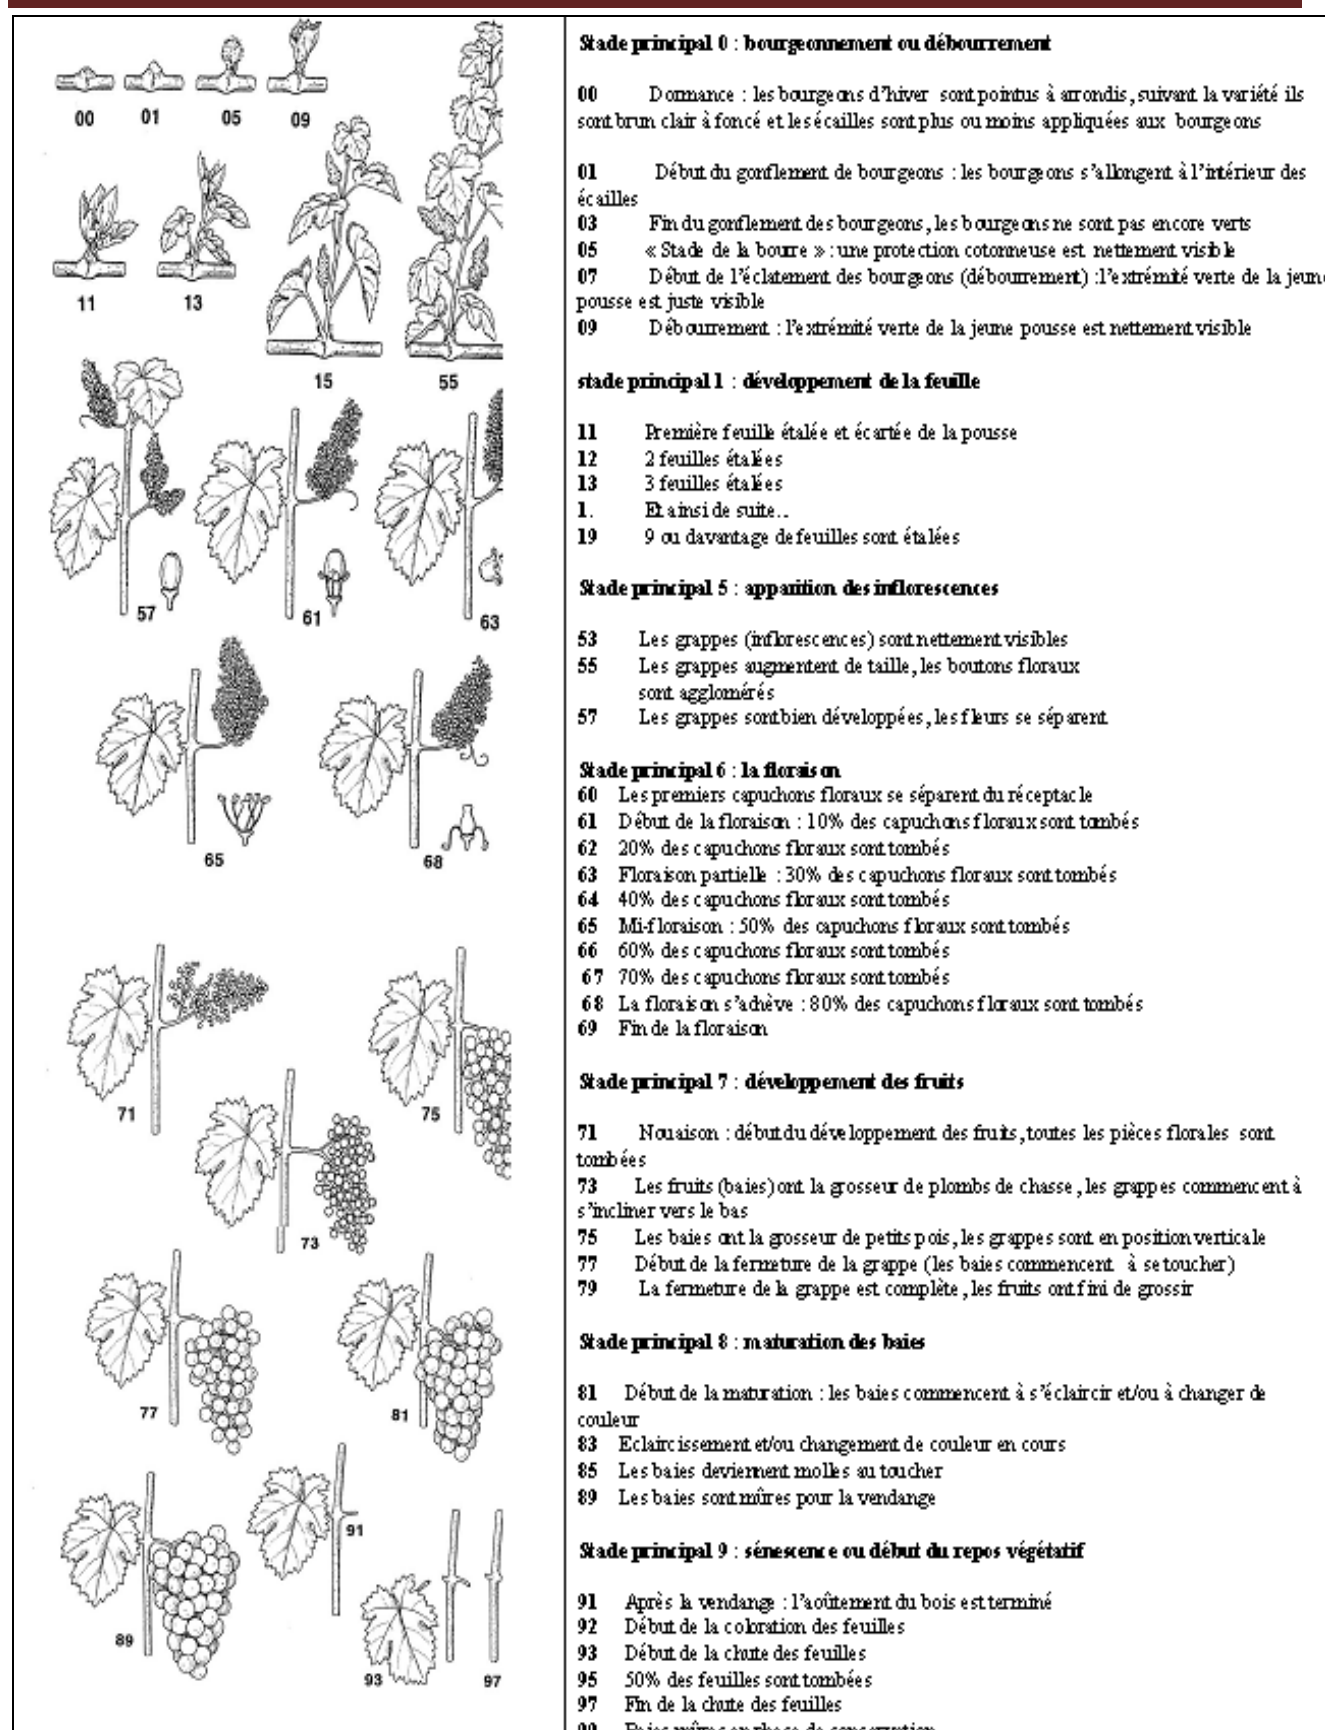 00 01 05 09
11 13
15 55
57 61 63
65 68
71 75
73
77 81
91
89
93 97
Stade principal 0 : bourgeonnement ou débourrement
00 Dormance : les bourgeons d'hiver sont pointus à arrondis, suivant la variété ils
sont brun clair à foncé et les écailles sont plus ou moins appliquées aux bourgeons
01 Début du gonflement de bourgeons : les bourgeons s'allongent à l'intérieur des
écailles
03 Fin du gonflement des bourgeons, les bourgeons ne sont pas encore verts
05 « Stade de la bourre » : une protection cotonneuse est nettement visible
07 Début de l'éclatement des bourgeons (débourrement) :l'extrémité verte de la jeune
pousse est juste visible
09 Débourrement : l'extrémité verte de la jeune pousse est nettement visible
stade principal 1 : développement de la feuille
11 Première feuille étalée et écartée de la pousse
12 2 feuilles étalées
13 3 feuilles étalées
1. Et ainsi de suite..
19 9 ou davantage de feuilles sont étalées
Stade principal 5 : apparition des inflorescences
53 Les grappes (inflorescences) sont nettement visibles
55 Les grappes augmentent de taille, les boutons floraux
sont agglomérés
57 Les grappes sont bien développées, les fleurs se séparent
Stade principal 6 : la floraison
60 Les premiers capuchons floraux se séparent du réceptacle
61 Début de la floraison : 10% des capuchons floraux sont tombés
62 20% des capuchons floraux sont tombés
63 Floraison partielle : 30% des capuchons floraux sont tombés
64 40% des capuchons floraux sont tombés
65 Mi-floraison : 50% des capuchons floraux sont tombés
66 60% des capuchons floraux sont tombés
67 70% des capuchons floraux sont tombés
68 La floraison s'achève : 80% des capuchons floraux sont tombés
69 Fin de la floraison
Stade principal 7 : développement des fruits
71 Nouaison : début du développement des fruits, toutes les pièces florales sont
tombées
73 Les fruits (baies) ont la grosseur de plombs de chasse, les grappes commencent à
s'incliner vers le bas
75 Les baies ont la grosseur de petits pois, les grappes sont en position verticale
77 Début de la fermeture de la grappe (les baies commencent à se toucher)
79 La fermeture de la grappe est complète, les fruits ont fini de grossir
Stade principal 8 : maturation des baies
81 Début de la maturation : les baies commencent à s'éclaircir et/ou à changer de
couleur
83 Eclaircissement et/ou changement de couleur en cours
85 Les baies deviennent molles au toucher
89 Les baies sont mûres pour la vendange
Stade principal 9 : sénescence ou début du repos végétatif
91 Après la vendange : l'aoûtement du bois est terminé
92 Début de la coloration des feuilles
93 Début de la chute des feuilles
95 50% des feuilles sont tombées
97 Fin de la chute des feuilles